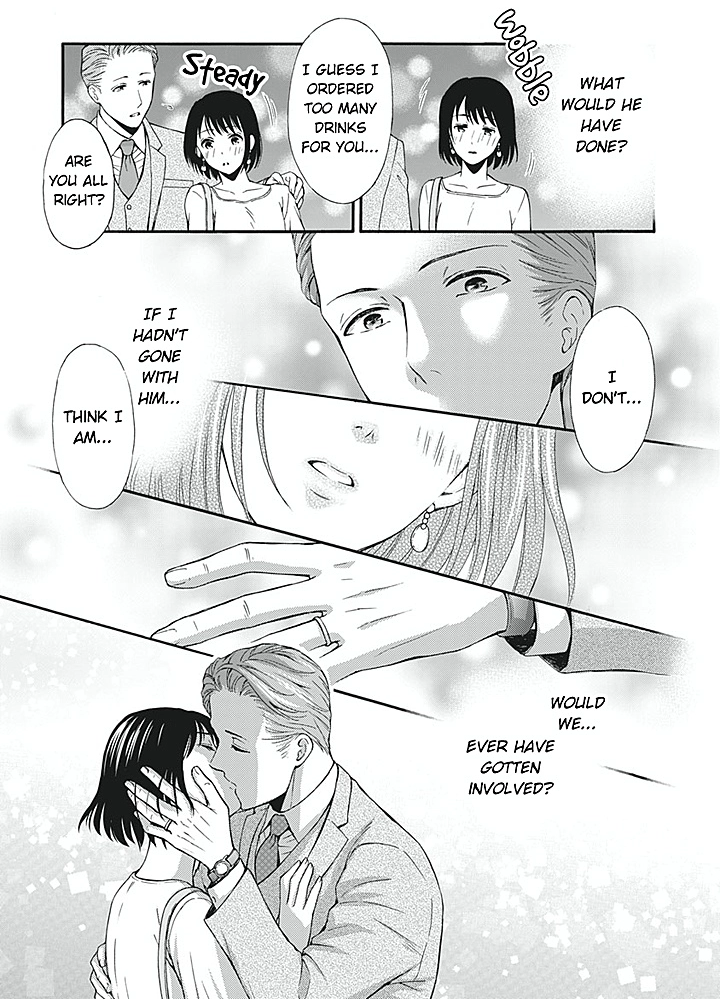 WHAT
WOULD HE
HAVE
DONE?
Wobble
I GUESS I
ORDERED
TOO MANY
DRINKS
FOR YOU...
Steady
ARE
YOU ALL
RIGHT?
I
DON'T...
IF I
HADN'T
GONE
WITH
HIM...
THINK I
AM...
WOULD
WE...
EVER HAVE
GOTTEN
INVOLVED?